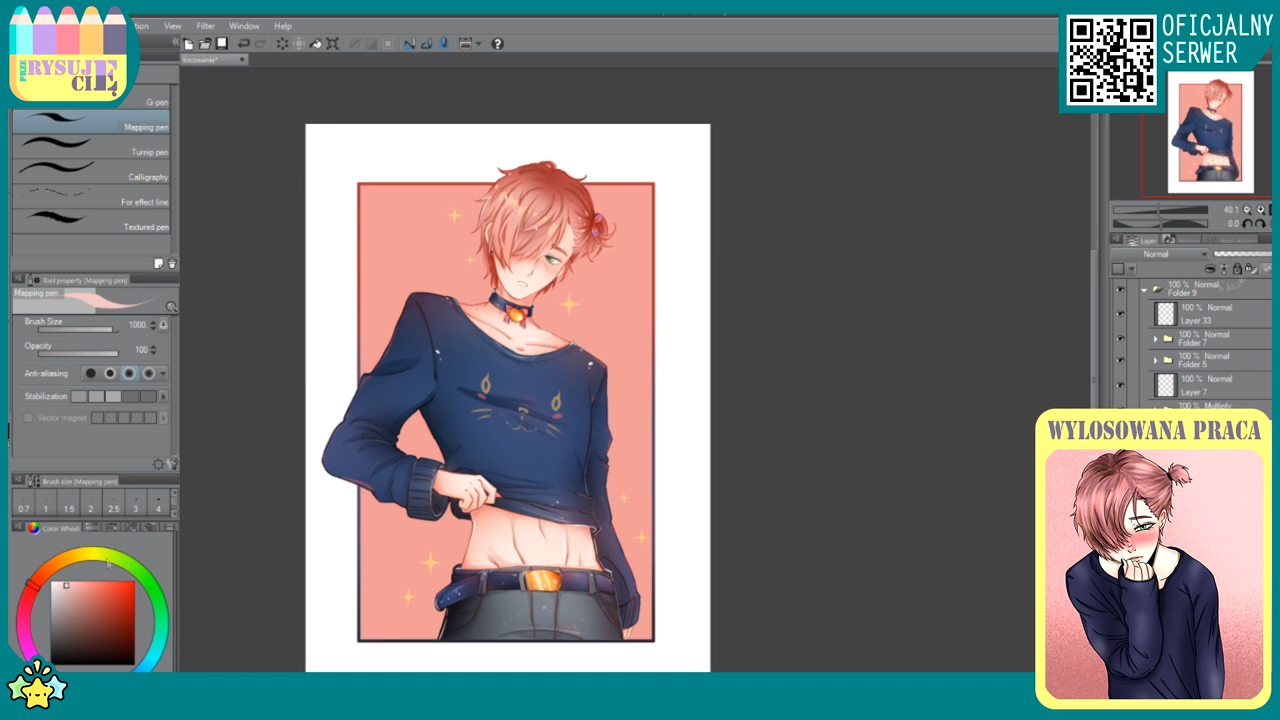 View Filter Window Help
PRZE
RYSUJE
CIĘ
OFICJALNY
SERWER
losowanie*
G-pen
Mapping pen
Turnip pen
Calligraphy
For effect line
Textured pen
Tool property [Mapping pen]
Mapping pen
Brush Size 1000.
Opacity 100
Anti-aliasing
Stabilization
Vector magnet
Brush size [Mapping pen]
0.7 1 1.5 2 2.5 3 4
Color Wheel
40.1
0.0
Layer
Normal
100 % Normal
Folder 9
100 % Normal
Layer 33
100 % Normal
Folder 7
100 % Normal
Folder 5
100 % Normal
Layer 7
100 % Multiply
WYLOSOWANA PRACA